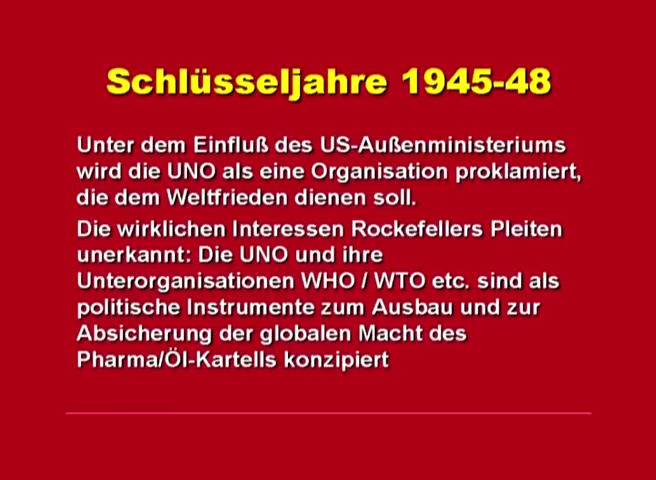 Schlüsseljahre 1945-48
Unter dem Einfluß des US-Außenministeriums
wird die UNO als eine Organisation proklamiert,
die dem Weltfrieden dienen soll.
Die wirklichen Interessen Rockefellers Pleiten
unerkannt: Die UNO und ihre
Unterorganisationen WHO / WTO etc. sind als
politische Instrumente zum Ausbau und zur
Absicherung der globalen Macht des
Pharma/Öl-Kartells konzipiert